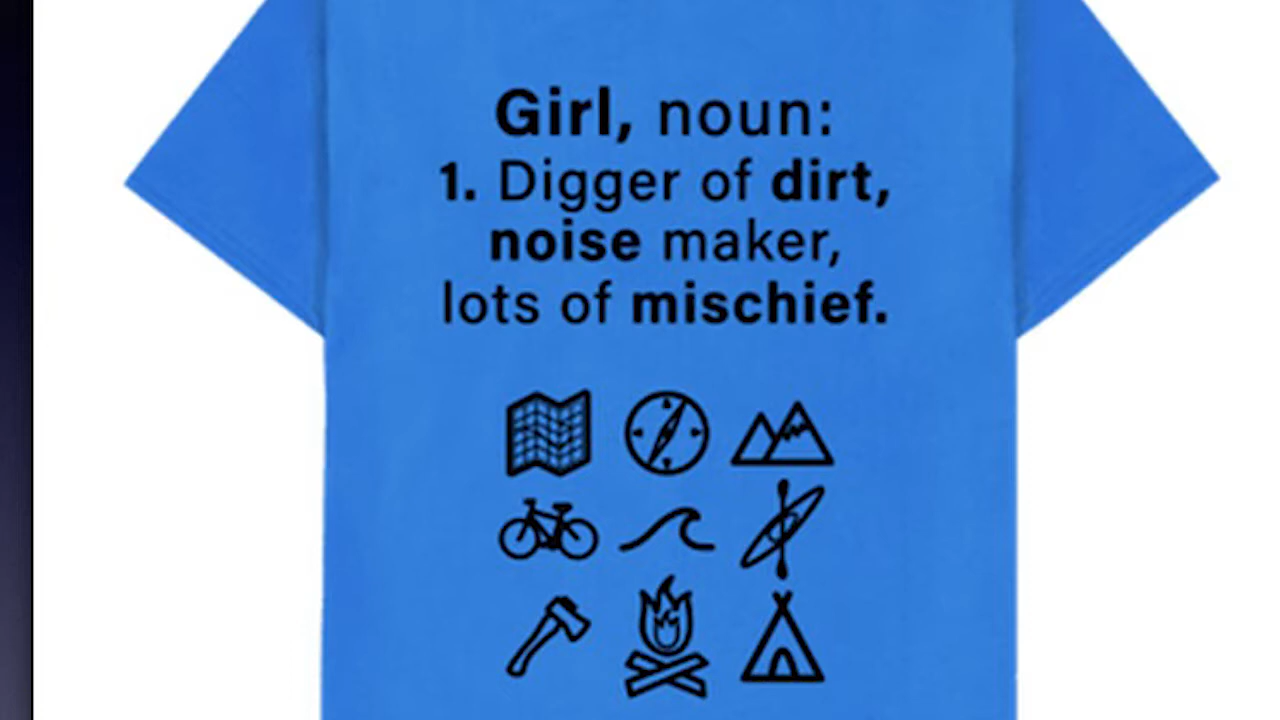 Girl, noun:
1. Digger of dirt,
noise maker,
lots of mischief.